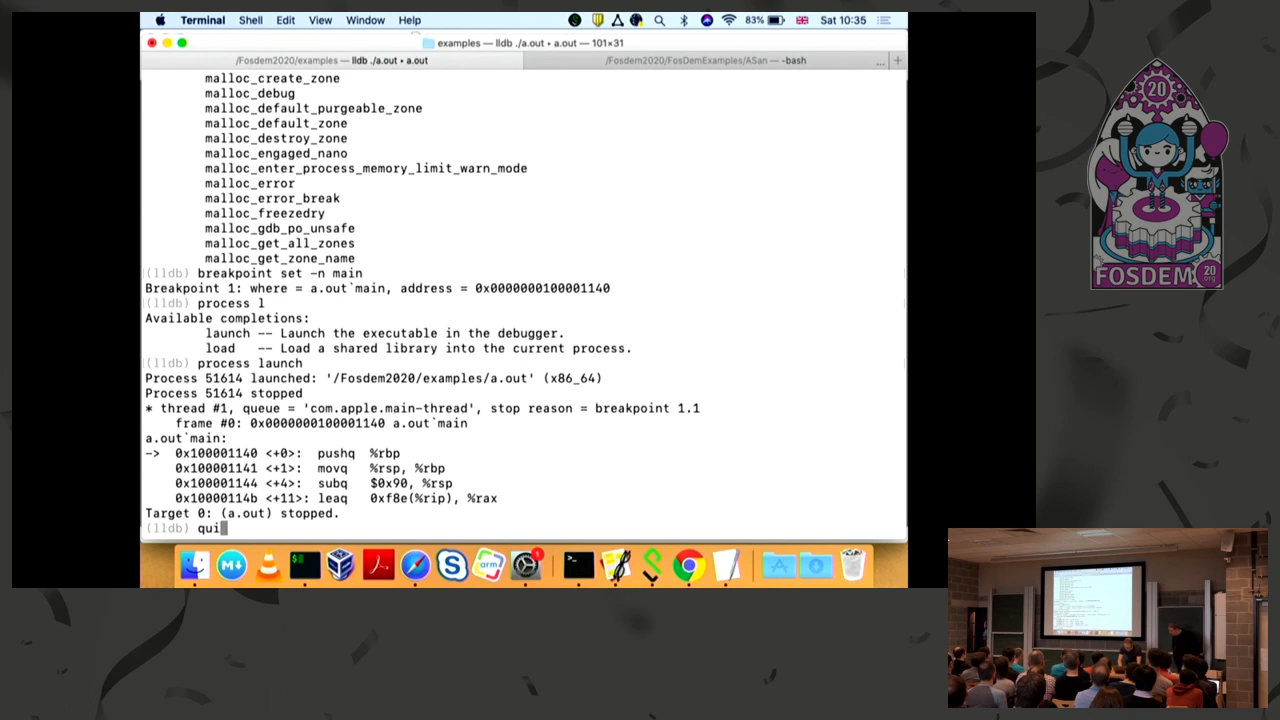 Terminal Shell Edit View Window Help 83% Sat 10:35
examples — lldb ./a.out • a.out — 101×31
/Fosdem2020/examples — lldb ./a.out • a.out
/Fosdem2020/FosDemExamples/ASan — -bash
malloc_create_zone
malloc_debug
malloc_default_purgeable_zone
malloc_default_zone
malloc_destroy_zone
malloc_engaged_nano
malloc_enter_process_memory_limit_warn_mode
malloc_error
malloc_error_break
malloc_freezedry
malloc_gdb_po_unsafe
malloc_get_all_zones
malloc_get_zone_name
(lldb) breakpoint set -n main
Breakpoint 1: where = a.out`main, address = 0x0000000100001140
(lldb) process l
Available completions:
launch -- Launch the executable in the debugger.
load -- Load a shared library into the current process.
(lldb) process launch
Process 51614 launched: '/Fosdem2020/examples/a.out' (x86_64)
Process 51614 stopped
* thread #1, queue = 'com.apple.main-thread', stop reason = breakpoint 1.1
frame #0: 0x0000000100001140 a.out`main
a.out`main:
-> 0x100001140 <+0>: pushq %rbp
0x100001141 <+1>: movq %rsp, %rbp
0x100001144 <+4>: subq $0x90, %rsp
0x10000114b <+11>: leaq 0xf8e(%rip), %rax
Target 0: (a.out) stopped.
(lldb) qui
M
arm
1
20
FOSDEM
20
.org